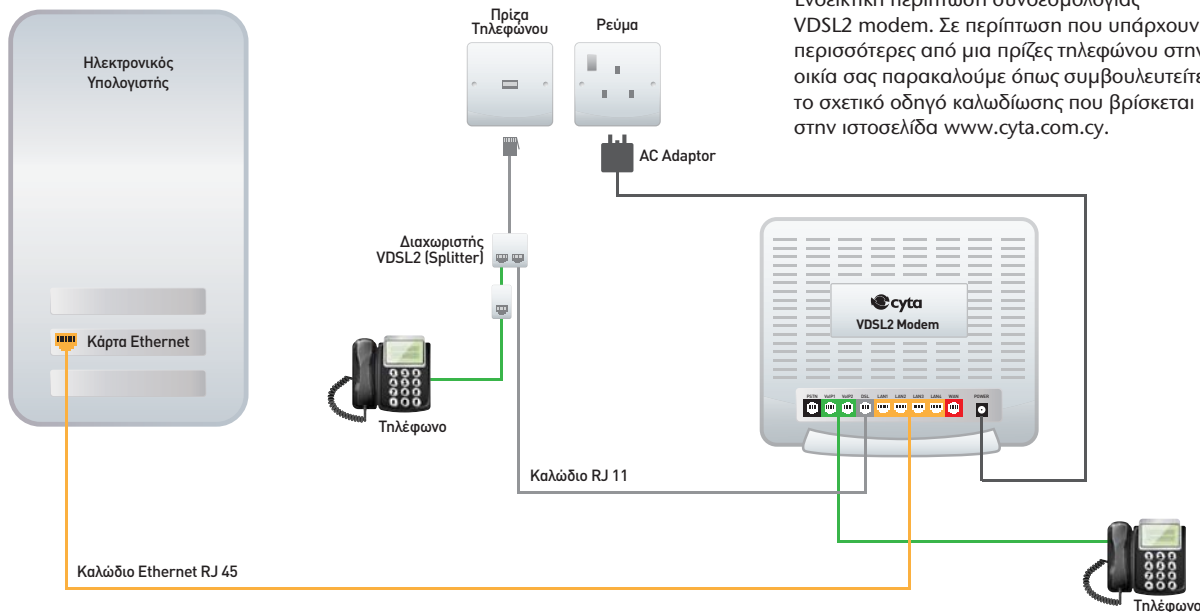 Ενδεικτική περίπτωση συνδεσμολογίας
VDSL2 modem. Σε περίπτωση που υπάρχουν
περισσότερες από μια πρίζες τηλεφώνου στην
οικία σας παρακαλούμε όπως συμβουλευτείτε
το σχετικό οδηγό καλωδίωσης που βρίσκεται
στην ιστοσελίδα www.cyta.com.cy.
Πρίζα
Τηλεφώνου
Ρεύμα
Ηλεκτρονικός
Υπολογιστής
AC Adaptor
Διαχωριστής
VDSL2 (Splitter)
cyta
VDSL2 Modem
Κάρτα Ethernet
PSTN VoIP1 VoIP2 DSL LAN1 LAN2 LAN3 LAN4 WAN POWER
Τηλέφωνο
Καλώδιο RJ 11
Καλώδιο Ethernet RJ 45
Τηλέφωνο